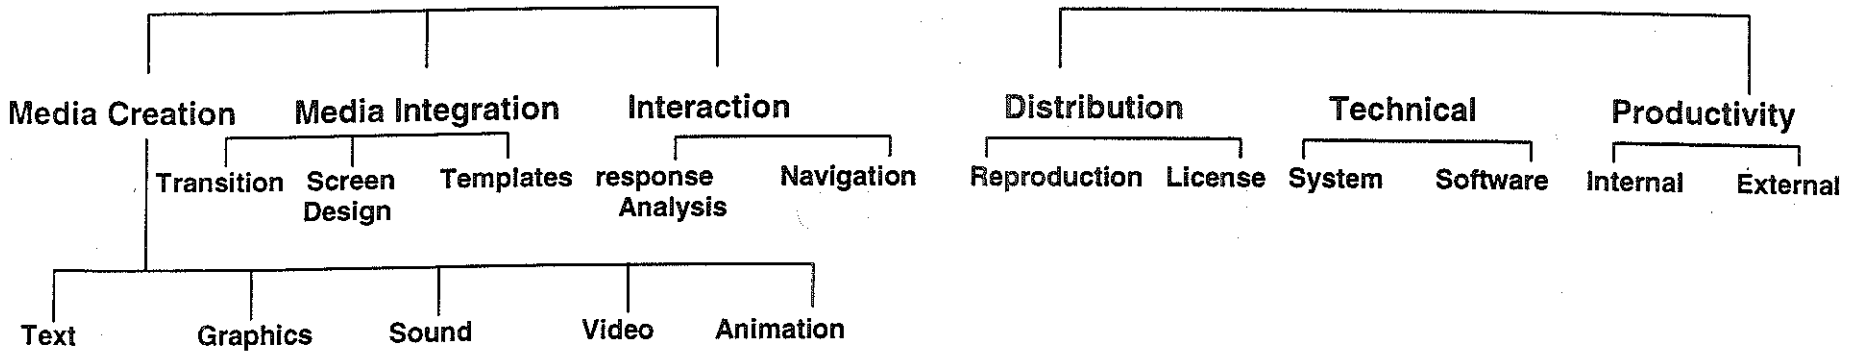 Media Creation Media Integration Interaction Distribution Technical Productivity
Transition Screen Design Templates response Analysis Navigation Reproduction License System Software Internal External
Text Graphics Sound Video Animation